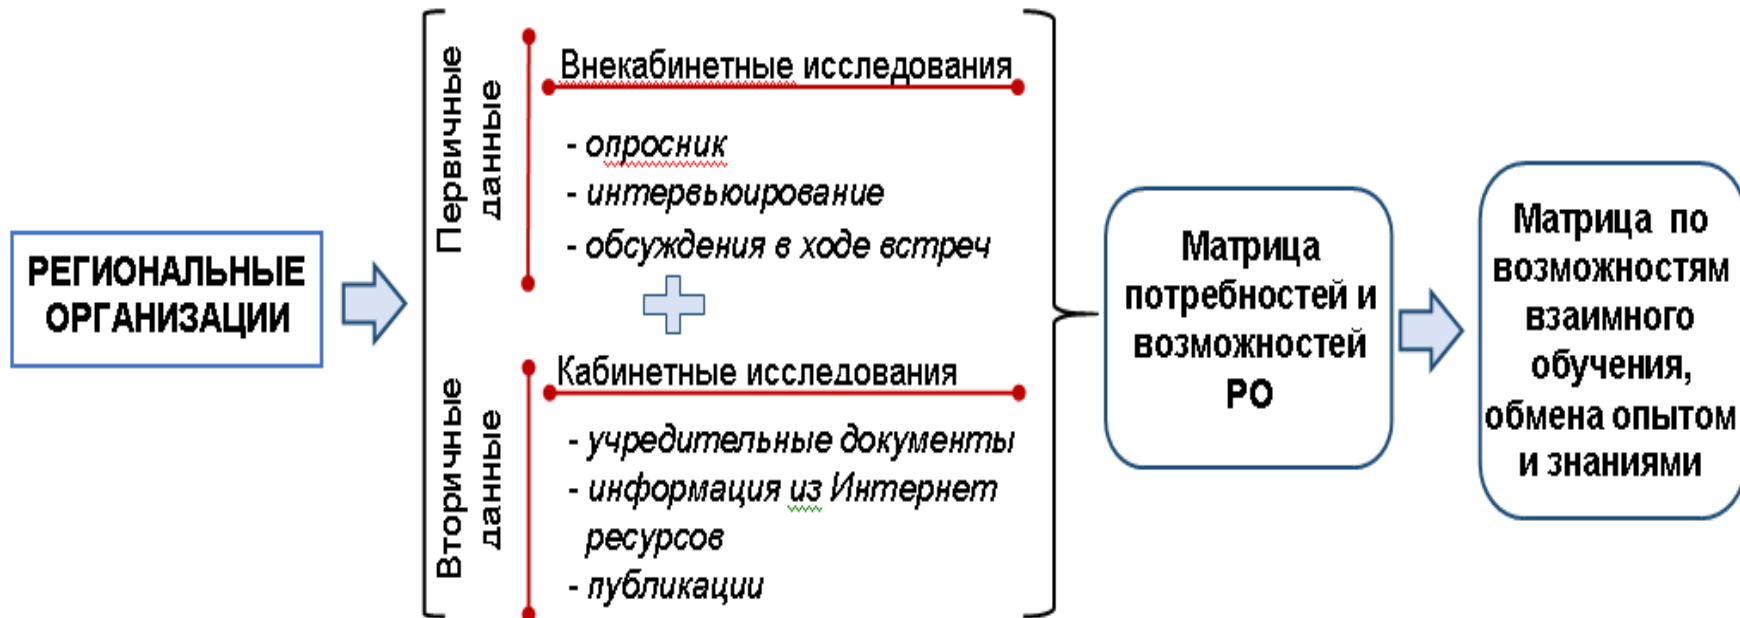 РЕГИОНАЛЬНЫЕ
ОРГАНИЗАЦИИ
Первичные
данные
Внекабинетные исследования
- опросник
- интервьюирование
- обсуждения в ходе встреч
Вторичные
данные
Кабинетные исследования
- учредительные документы
- информация из Интернет
ресурсов
- публикации
Матрица
потребностей и
возможностей
РО
Матрица по
возможностям
взаимного
обучения,
обмена опытом
и знаниями